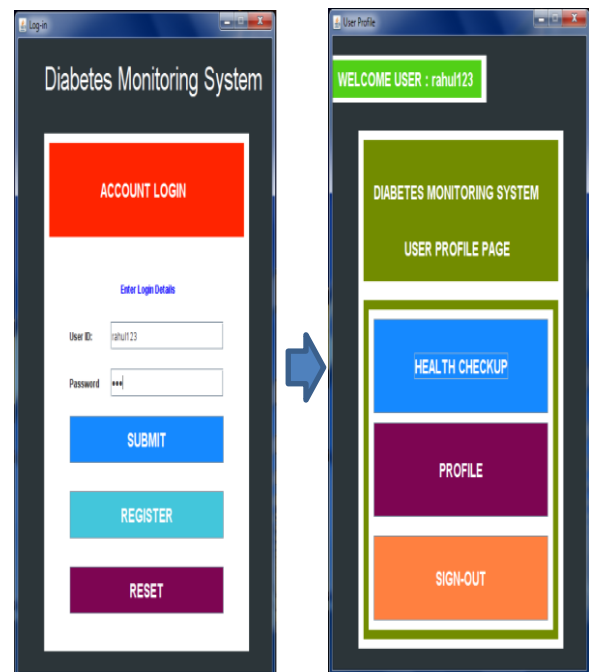 Log-in
Diabetes Monitoring System
ACCOUNT LOGIN
Enter Login Details
User ID: rahul123
Password •••
SUBMIT
REGISTER
RESET
User Profile
WELCOME USER : rahul123
DIABETES MONITORING SYSTEM
USER PROFILE PAGE
HEALTH CHECKUP
PROFILE
SIGN-OUT